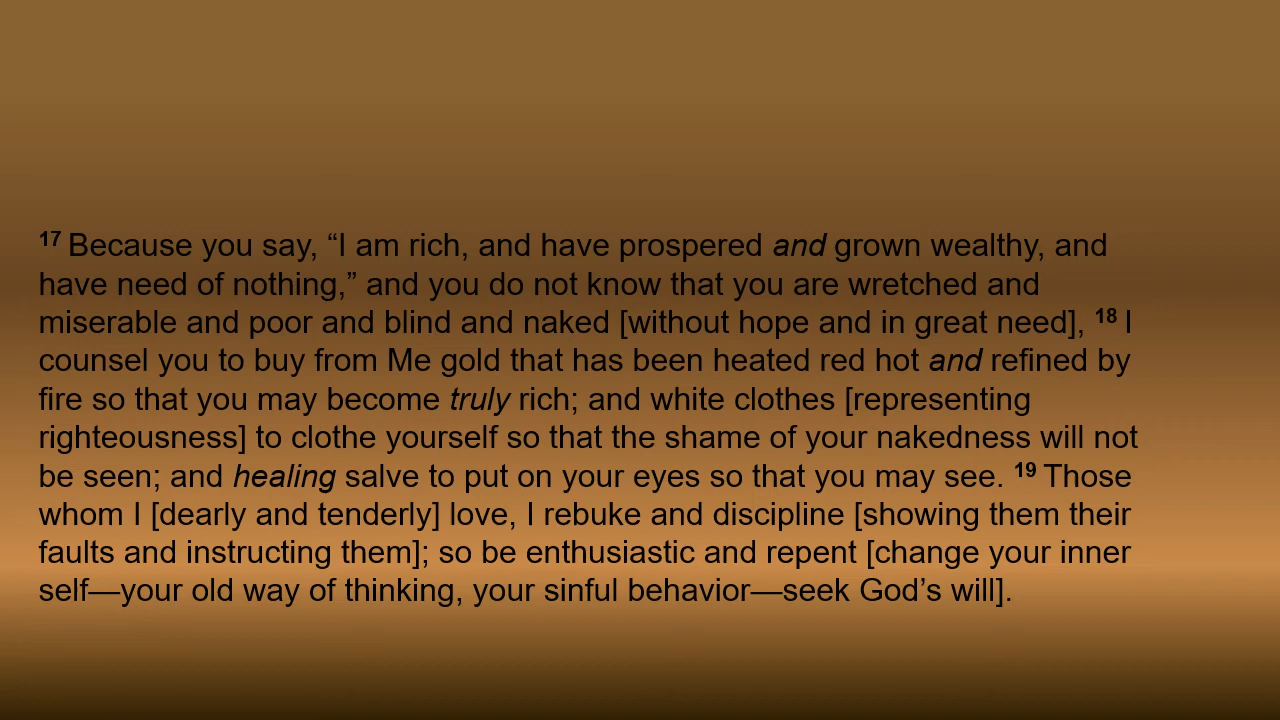 17 Because you say, “I am rich, and have prospered and grown wealthy, and
have need of nothing,” and you do not know that you are wretched and
miserable and poor and blind and naked [without hope and in great need], 18 I
counsel you to buy from Me gold that has been heated red hot and refined by
fire so that you may become truly rich; and white clothes [representing
righteousness] to clothe yourself so that the shame of your nakedness will not
be seen; and healing salve to put on your eyes so that you may see. 19 Those
whom I [dearly and tenderly] love, I rebuke and discipline [showing them their
faults and instructing them]; so be enthusiastic and repent [change your inner
self—your old way of thinking, your sinful behavior—seek God’s will].